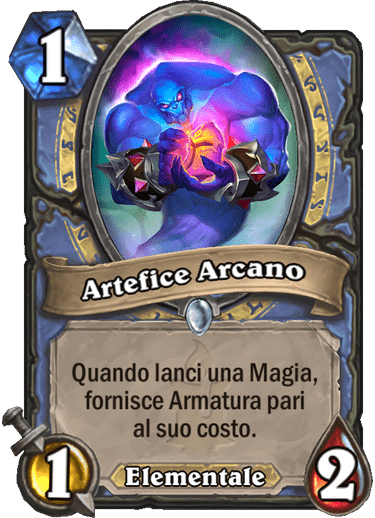 1
Artefice Arcano
Quando lanci una Magia,
fornisce Armatura pari
al suo costo.
1
Elementale
2